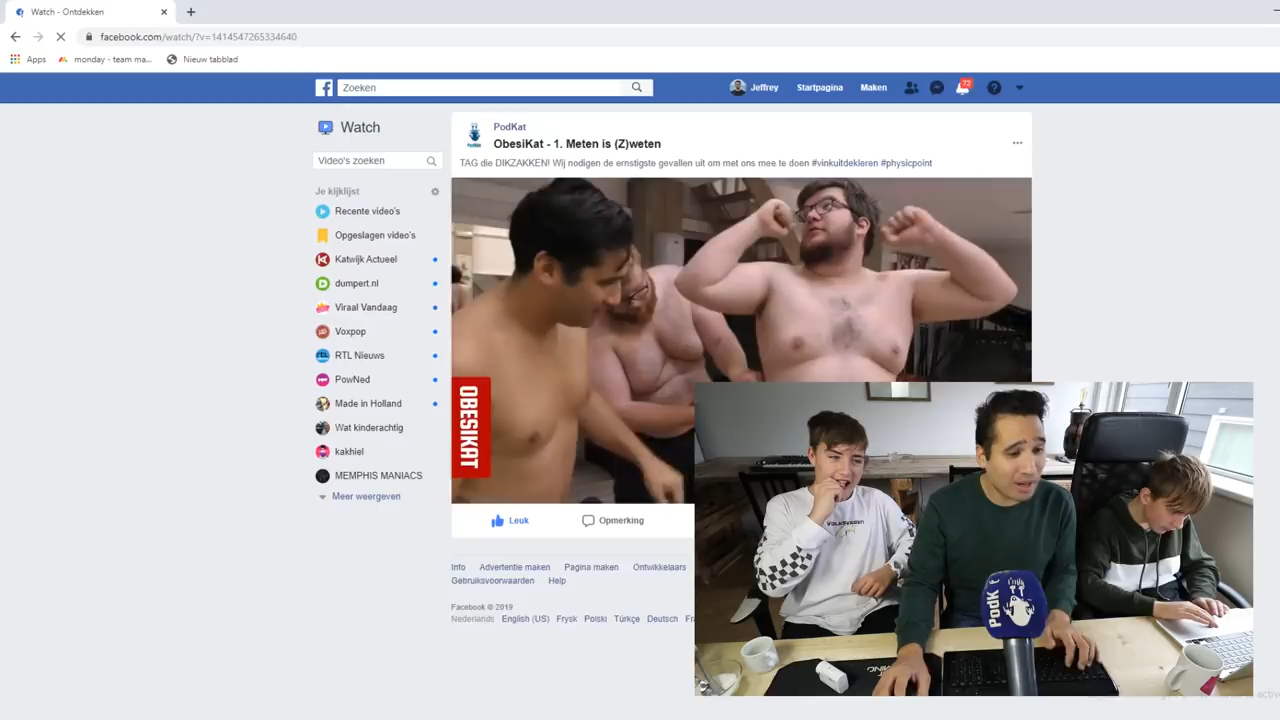 Watch - Ontdekken
facebook.com/watch/?v=1414547265334640
Apps
monday - team ma...
Nieuw tabblad
Zoeken
Jeffrey
Startpagina
Maken
72
Watch
Video's zoeken
Je kijklijst
Recente video's
Opgeslagen video's
Katwijk Actueel
dumpert.nl
Viraal Vandaag
Voxpop
RTL Nieuws
PowNed
Made in Holland
Wat kinderachtig
kakhiel
MEMPHIS MANIACS
Meer weergeven
PodKat
ObesiKat - 1. Meten is (Z)weten
TAG die DIKZAKKEN! Wij nodigen de ernstigste gevallen uit om met ons mee te doen #vinkuitdekleren #physicpoint
OBESIKAT
Leuk
Opmerking
Info Advertentie maken Pagina maken Ontwikkelaars
Gebruiksvoorwaarden Help
Facebook © 2019
Nederlands English (US) Frysk Polski Türkçe Deutsch